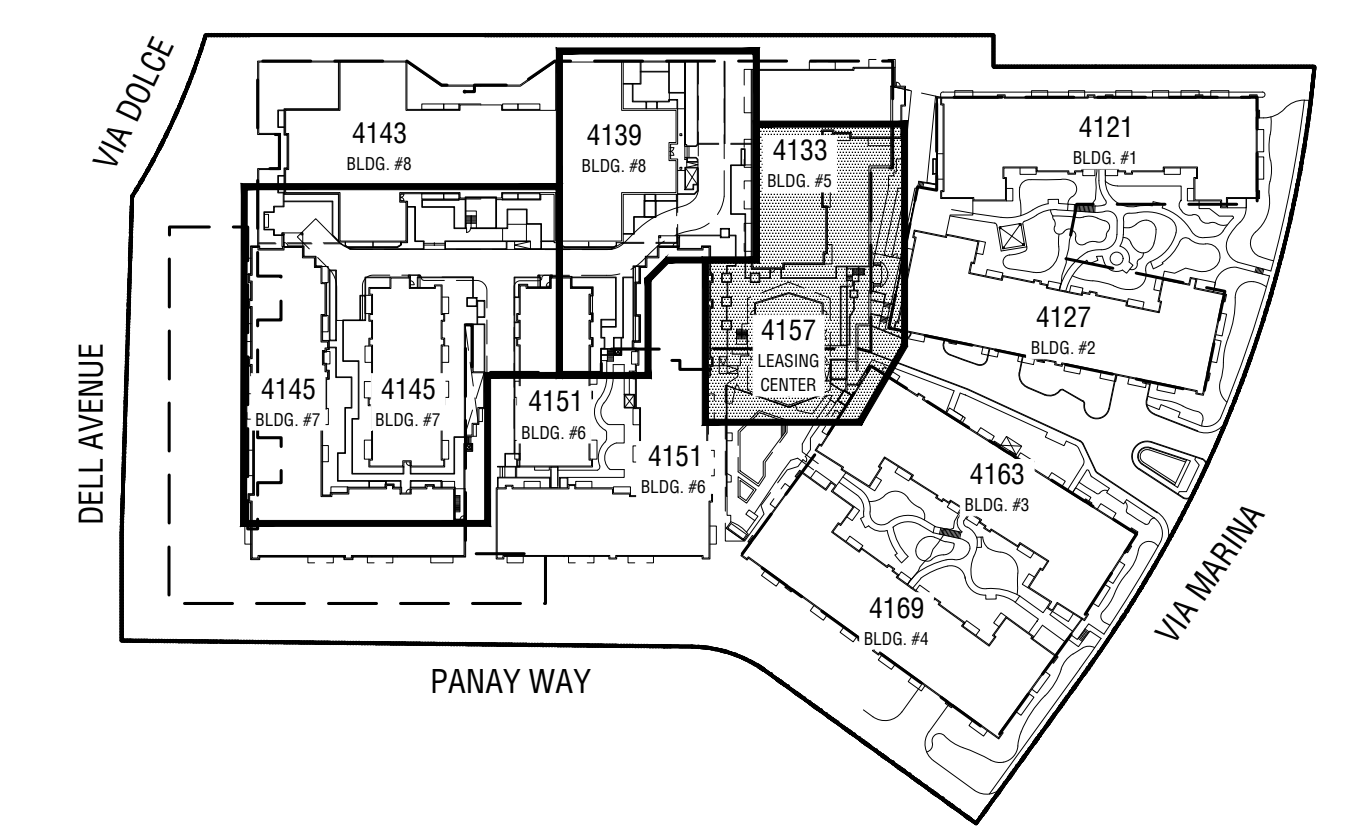 VIA DOLCE
4143
BLDG. #8
4139
BLDG. #8
4133
BLDG. #5
4121
BLDG. #1
4127
BLDG. #2
4157
LEASING
CENTER
DELL AVENUE
4145
BLDG. #7
4145
BLDG. #7
4151
BLDG. #6
4151
BLDG. #6
4163
BLDG. #3
4169
BLDG. #4
VIA MARINA
PANAY WAY